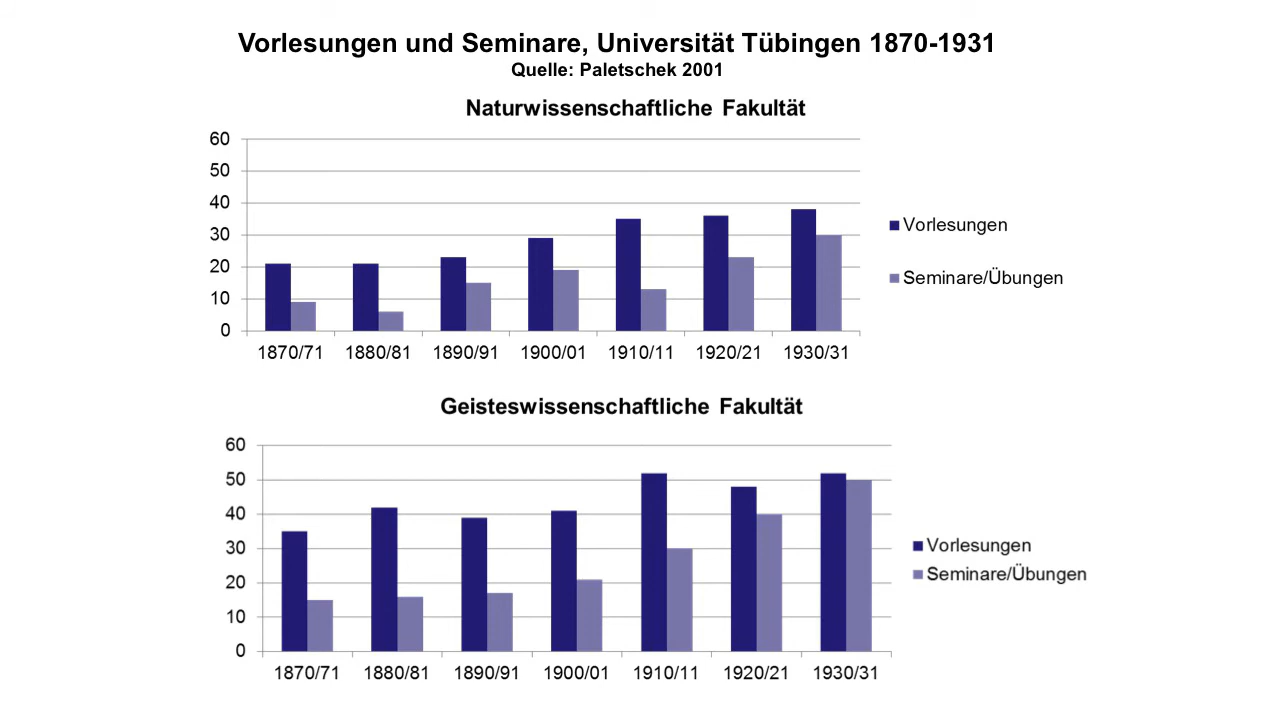 Vorlesungen und Seminare, Universität Tübingen 1870-1931
Quelle: Paletschek 2001
Naturwissenschaftliche Fakultät
60
50
40
30
20
10
0
1870/71 1880/81 1890/91 1900/01 1910/11 1920/21 1930/31
Vorlesungen
Seminare/Übungen
Geisteswissenschaftliche Fakultät
60
50
40
30
20
10
0
1870/71 1880/81 1890/91 1900/01 1910/11 1920/21 1930/31
Vorlesungen
Seminare/Übungen